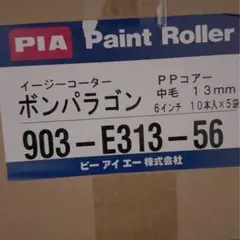 PIA Paint Roller
イージーコーター
ボンパラゴン
PPコアー
中毛 13mm
6インチ 10本入×5袋
903-E313-56
ピーアイエー株式会社